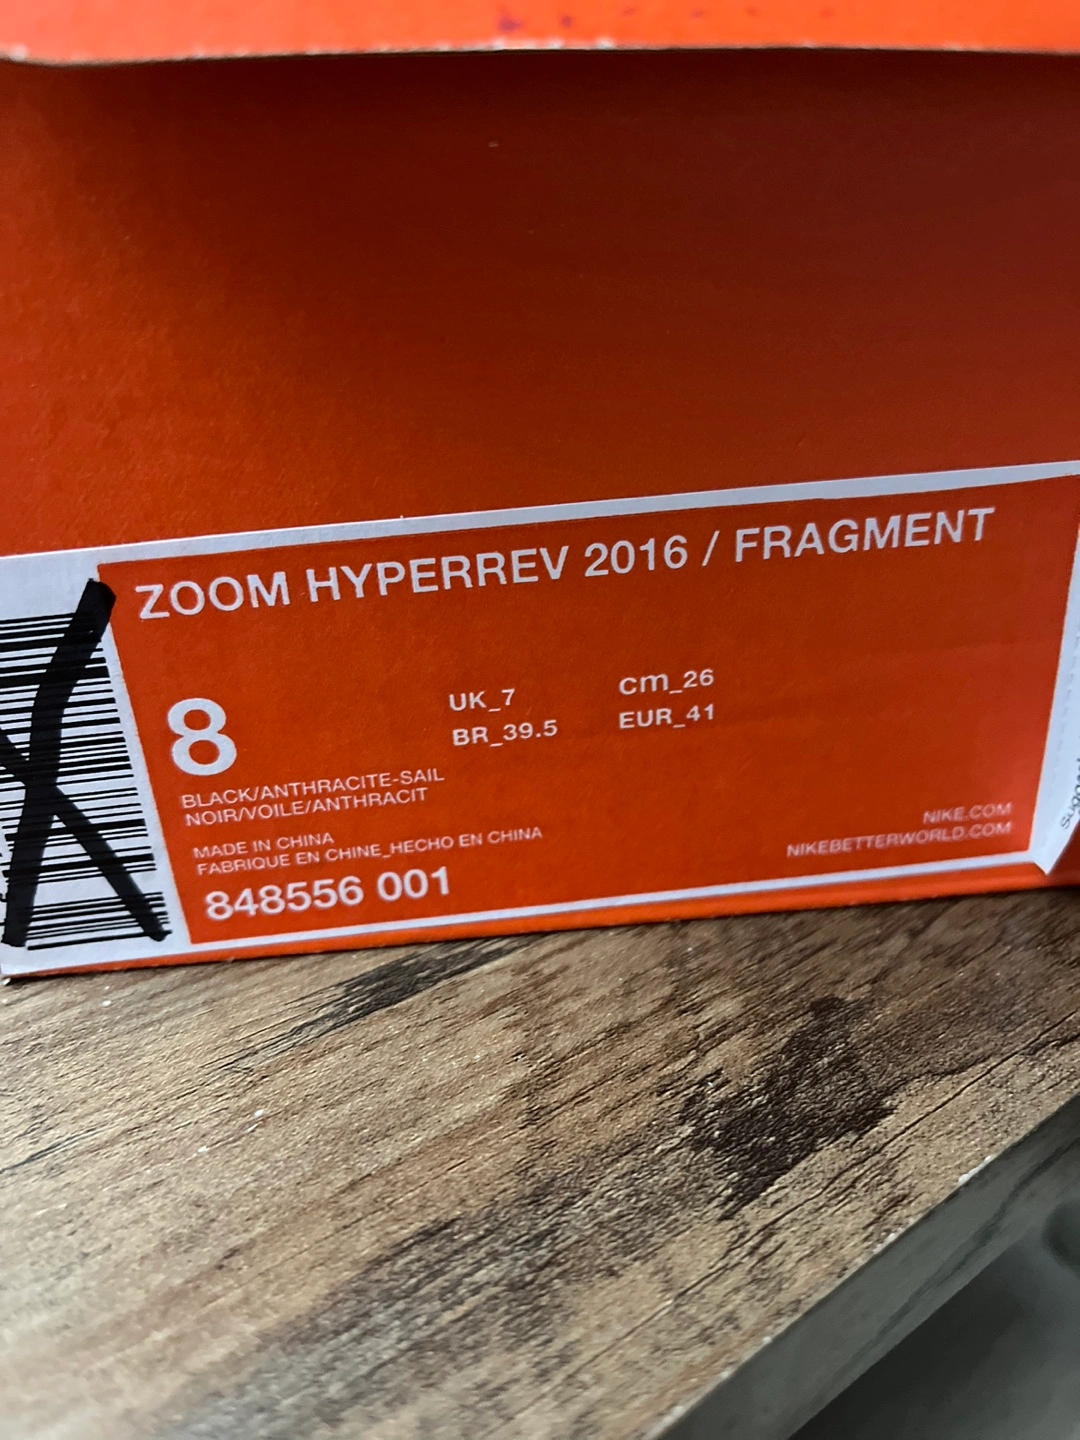 ZOOM HYPERREV 2016 / FRAGMENT
8
UK_7 cm_26
BR_39.5 EUR_41
BLACK/ANTHRACITE-SAIL
NOIR/VOILE/ANTHRACIT
MADE IN CHINA
FABRIQUE EN CHINE_HECHO EN CHINA
848556 001
NIKE.COM
NIKEBETTERWORLD.COM